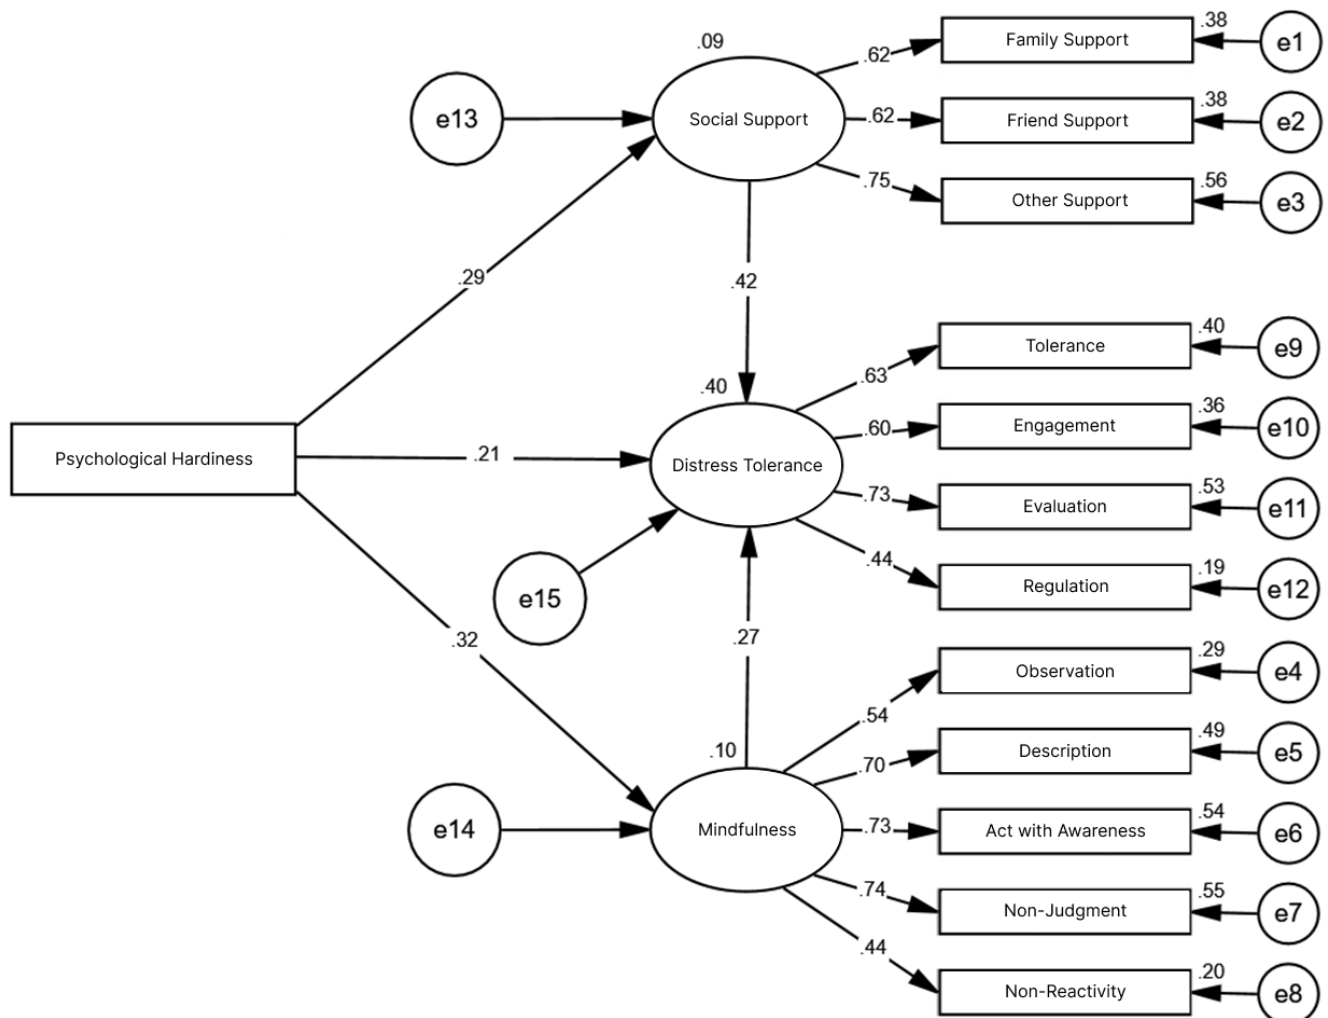 .09
.62
Family Support
.38
e1
e13
Social Support
.62
Friend Support
.38
e2
.75
Other Support
.56
e3
.29
.42
.40
.63
Tolerance
.40
e9
Psychological Hardiness
.21
Distress Tolerance
.60
Engagement
.36
e10
.73
Evaluation
.53
e11
.44
Regulation
.19
e12
e15
.32
.27
.54
Observation
.29
e4
.10
.70
Description
.49
e5
e14
Mindfulness
.73
Act with Awareness
.54
e6
.74
Non-Judgment
.55
e7
.44
Non-Reactivity
.20
e8